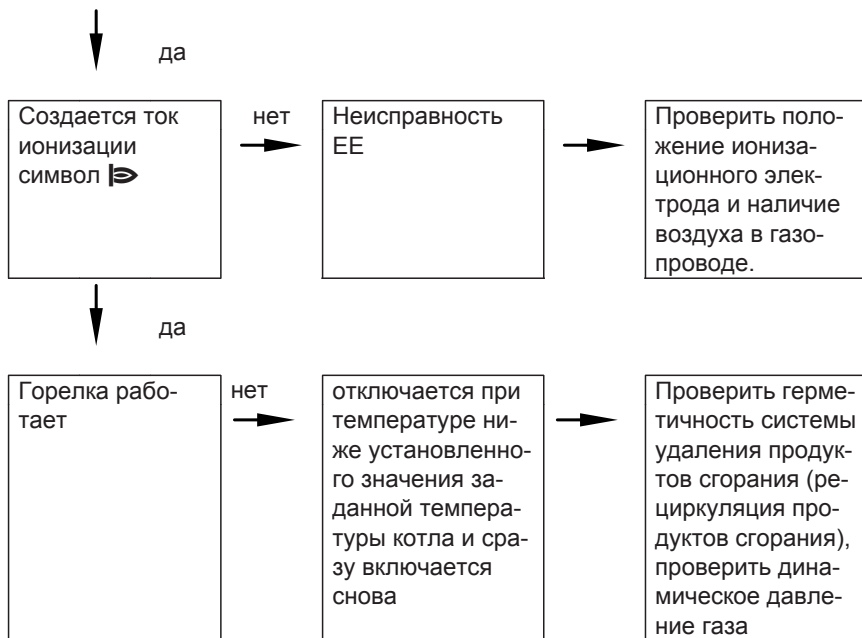 да
Создается ток
ионизации
символ
нет
Неисправность
EE
Проверить поло-
жение иониза-
ционного элек-
трода и наличие
воздуха в газо-
проводе.
да
Горелка рабо-
тает
нет
отключается при
температуре ни-
же установленно-
го значения за-
данной темпера-
туры котла и сра-
зу включается
снова
Проверить герме-
тичность системы
удаления продук-
тов сгорания (ре-
циркуляция про-
дуктов сгорания),
проверить дина-
мическое давле-
ние газа